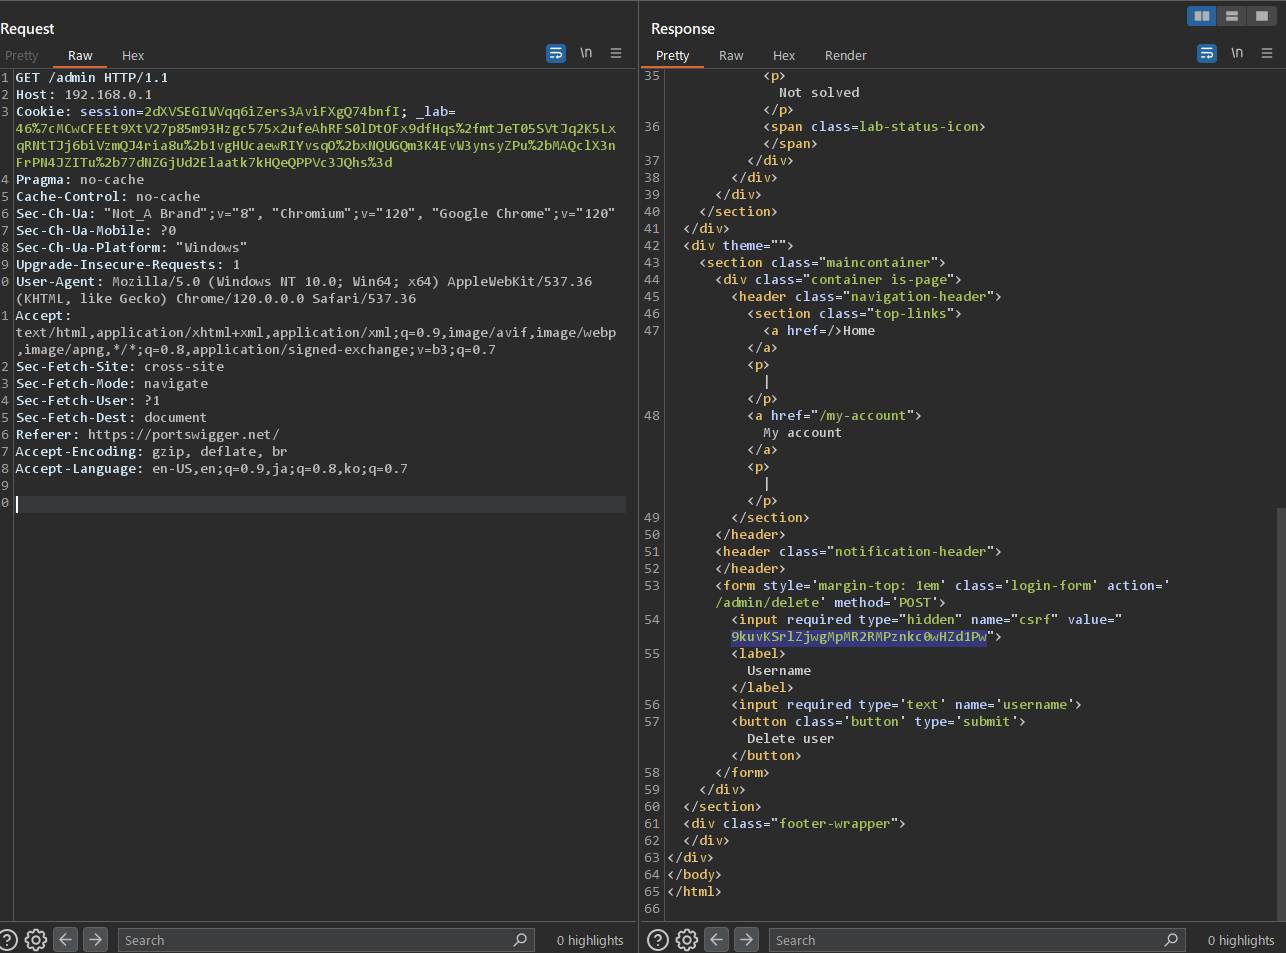 Request
Pretty Raw Hex
\n
1 GET /admin HTTP/1.1
2 Host: 192.168.0.1
3 Cookie: session=2dXVSEGIWVqq6iZers3AviFXgQ74bnfI; _lab=
46%7cMCwCFEEt9XtV27p85m93Hzgc575x2ufeAhRFS0lDtOFx9dfHqs%2fmtJeT05SVtJq2K5Lx
qRNtTJj6biVzmQJ4ria8u%2b1vgHUcaewRIYvsqO%2bxNQUGQm3K4EvW3ynsyZPu%2bMAQclX3n
FrPN4JZITu%2b77dNZGjUd2Elaatk7kHQeQPPVc3JQhs%3d
4 Pragma: no-cache
5 Cache-Control: no-cache
6 Sec-Ch-Ua: "Not_A Brand";v="8", "Chromium";v="120", "Google Chrome";v="120"
7 Sec-Ch-Ua-Mobile: ?0
8 Sec-Ch-Ua-Platform: "Windows"
9 Upgrade-Insecure-Requests: 1
0 User-Agent: Mozilla/5.0 (Windows NT 10.0; Win64; x64) AppleWebKit/537.36
(KHTML, like Gecko) Chrome/120.0.0.0 Safari/537.36
1 Accept:
text/html,application/xhtml+xml,application/xml;q=0.9,image/avif,image/webp
,image/apng,*/*;q=0.8,application/signed-exchange;v=b3;q=0.7
2 Sec-Fetch-Site: cross-site
3 Sec-Fetch-Mode: navigate
4 Sec-Fetch-User: ?1
5 Sec-Fetch-Dest: document
6 Referer: https://portswigger.net/
7 Accept-Encoding: gzip, deflate, br
8 Accept-Language: en-US,en;q=0.9,ja;q=0.8,ko;q=0.7
9
0
Search
0 highlights
Response
Pretty Raw Hex Render
\n
35 <p>
Not solved
</p>
36 <span class=lab-status-icon>
</span>
37 </div>
38 </div>
39 </div>
40 </section>
41 </div>
42 <div theme="">
43 <section class="maincontainer">
44 <div class="container is-page">
45 <header class="navigation-header">
46 <section class="top-links">
47 <a href=/>Home
</a>
<p>
|
</p>
48 <a href="/my-account">
My account
</a>
<p>
|
</p>
49 </section>
50 </header>
51 <header class="notification-header">
52 </header>
53 <form style='margin-top: 1em' class='login-form' action='
/admin/delete' method='POST'>
54 <input required type="hidden" name="csrf" value="
9kuvKSrlZjwgMpMR2RMPznkc0wHZd1Pw">
55 <label>
Username
</label>
56 <input required type='text' name='username'>
57 <button class='button' type='submit'>
Delete user
</button>
58 </form>
59 </div>
60 </section>
61 <div class="footer-wrapper">
62 </div>
63 </div>
64 </body>
65 </html>
66
Search
0 highlights